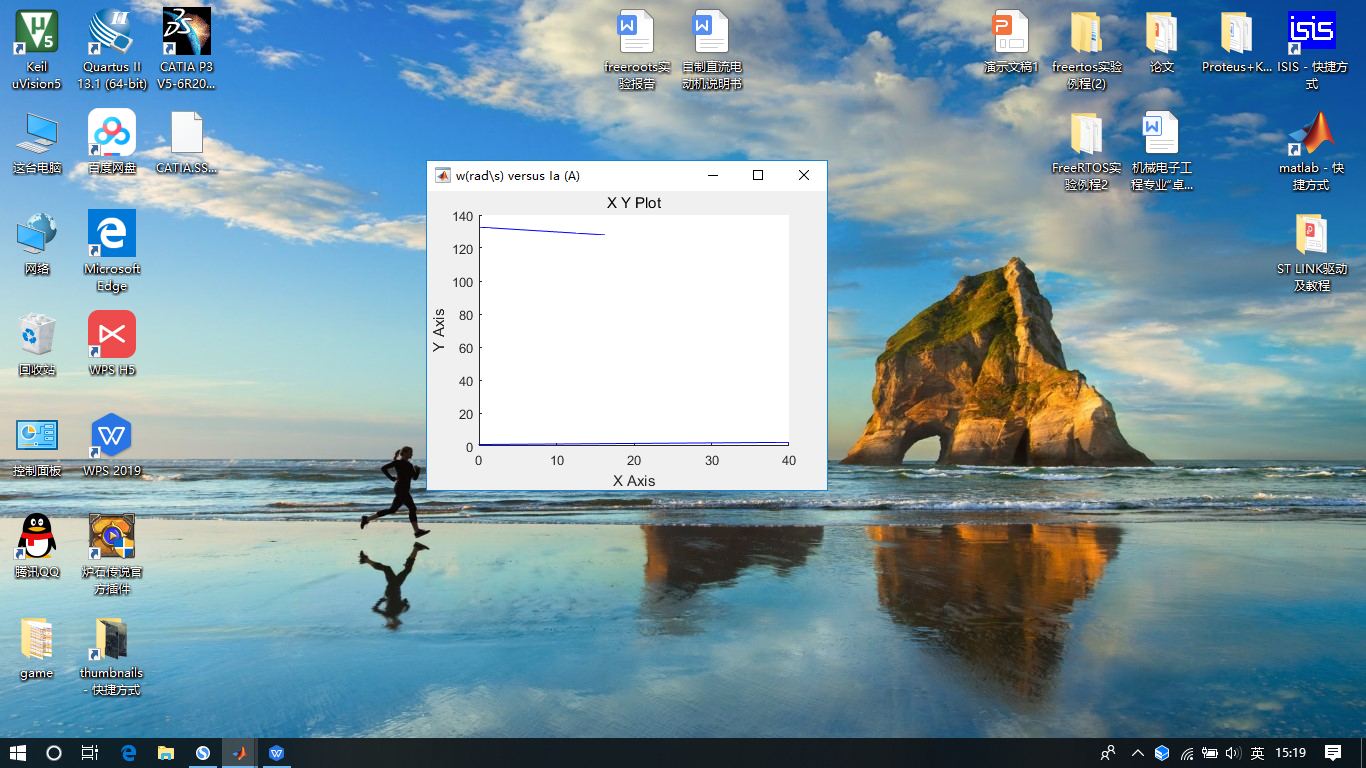 Keil
uVision5
Quartus II
13.1 (64-bit)
CATIA P3
V5-6R20...
freeroots实
验报告
自制直流电
动机说明书
演示文稿1
freertos实验
例程(2)
论文
Proteus+K...
ISIS - 快捷方
式
这台电脑
百度网盘
CATIA.SS...
FreeRTOS实
验例程2
机械电子工
程专业“卓...
matlab - 快
捷方式
网络
Microsoft
Edge
ST LINK驱动
及教程
回收站
WPS H5
控制面板
WPS 2019
腾讯QQ
炉石传说官
方插件
game
thumbnails
- 快捷方式
w(rad\s) versus Ia (A)
X Y Plot
140
120
100
80
60
40
20
0
Y Axis
0 10 20 30 40
X Axis
英
15:19